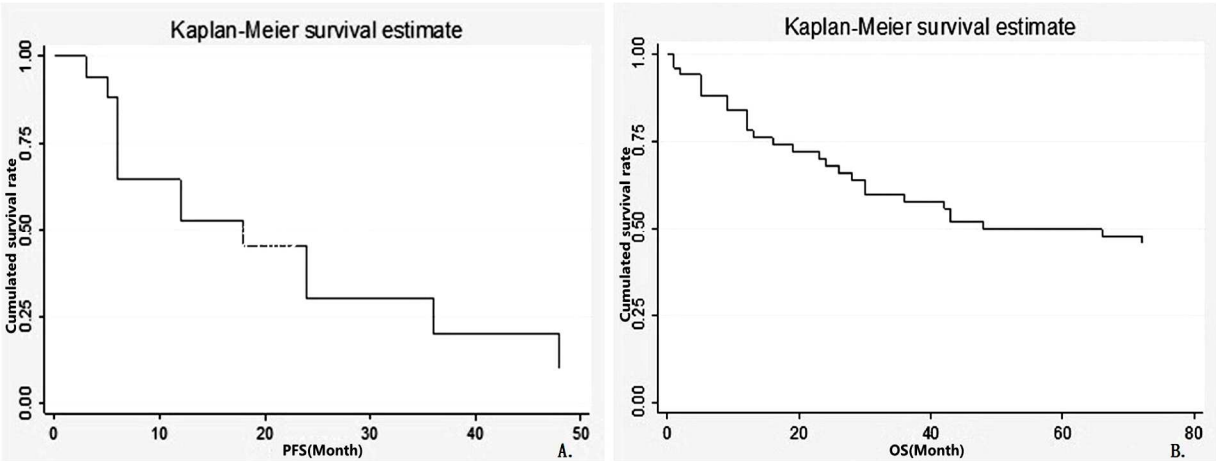 Kaplan-Meier survival estimate
Cumulated survival rate
1.00
0.75
0.50
0.25
0.00
0
10
20
30
40
50
PFS(Month)
A.
Kaplan-Meier survival estimate
Cumulated survival rate
1.00
0.75
0.50
0.25
0.00
0
20
40
60
80
OS(Month)
B.